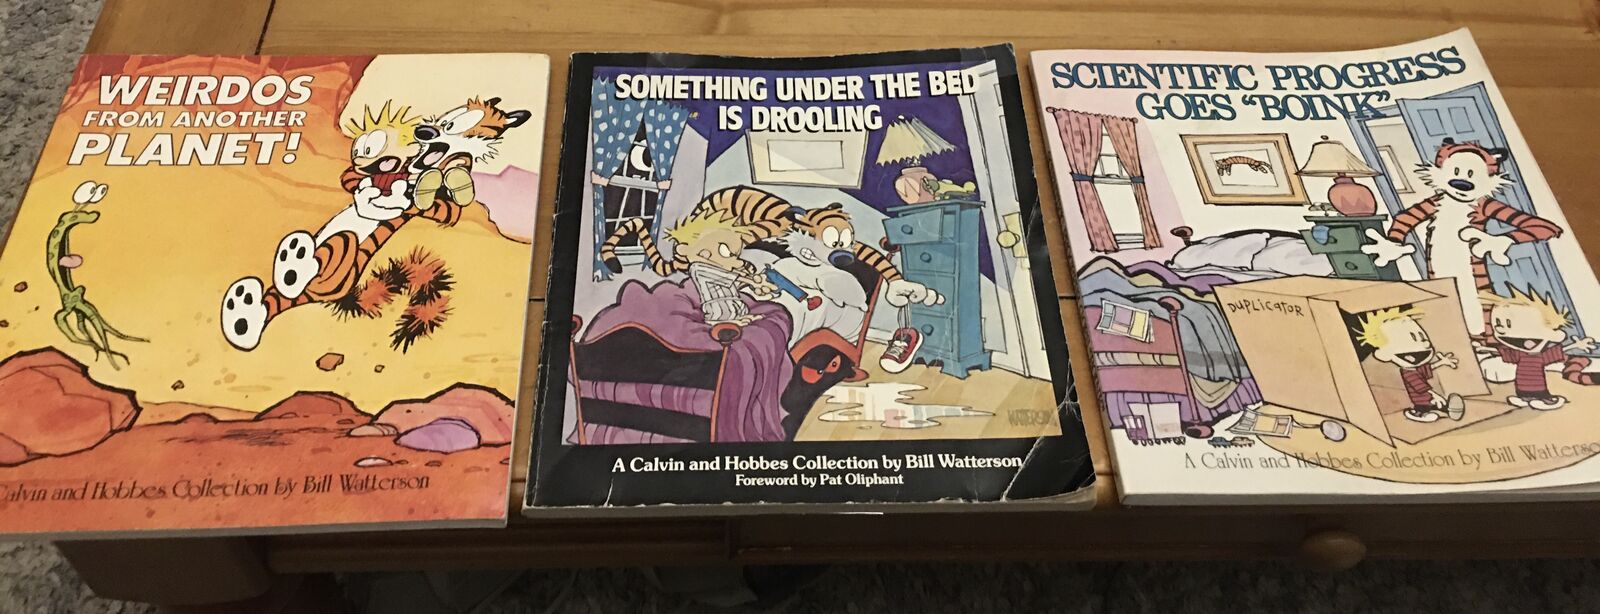 WEIRDOS
FROM ANOTHER
PLANET!
Calvin and Hobbes Collection by Bill Watterson
SOMETHING UNDER THE BED
IS DROOLING
WATTERSON
A Calvin and Hobbes Collection by Bill Watterson
Foreword by Pat Oliphant
SCIENTIFIC PROGRESS
GOES "BOINK"
DUPLICATOR
A Calvin and Hobbes Collection by Bill Watterso